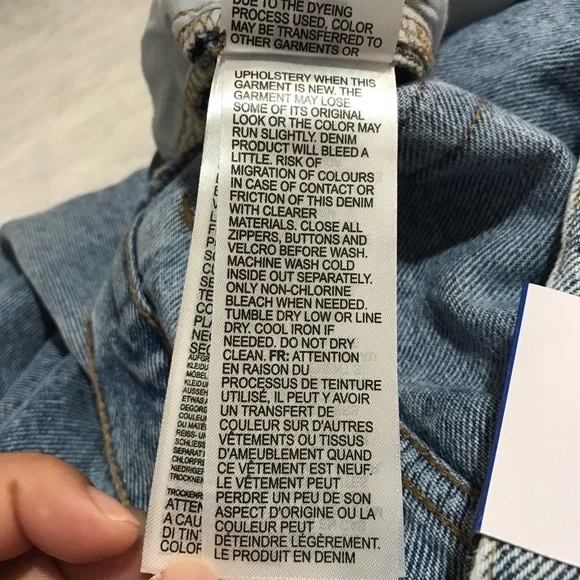 DUE TO THE DYEING
PROCESS USED, COLOR
MAY BE TRANSFERRED TO
OTHER GARMENTS OR
UPHOLSTERY WHEN THIS
GARMENT IS NEW. THE
GARMENT MAY LOSE
SOME OF ITS ORIGINAL
LOOK OR THE COLOR MAY
RUN SLIGHTLY. DENIM
PRODUCT WILL BLEED A
LITTLE. RISK OF
MIGRATION OF COLOURS
IN CASE OF CONTACT OR
FRICTION OF THIS DENIM
WITH CLEARER
MATERIALS. CLOSE ALL
ZIPPERS, BUTTONS AND
VELCRO BEFORE WASH.
MACHINE WASH COLD
INSIDE OUT SEPARATELY.
ONLY NON-CHLORINE
BLEACH WHEN NEEDED.
TUMBLE DRY LOW OR LINE
DRY. COOL IRON IF
NEEDED. DO NOT DRY
CLEAN. FR: ATTENTION
EN RAISON DU
PROCESSUS DE TEINTURE
UTILISÉ, IL PEUT Y AVOIR
UN TRANSFERT DE
COULEUR SUR D'AUTRES
VÊTEMENTS OU TISSUS
D'AMEUBLEMENT QUAND
CE VÊTEMENT EST NEUF.
LE VÊTEMENT PEUT
PERDRE UN PEU DE SON
ASPECT D'ORIGINE OU LA
COULEUR PEUT
DÉTEINDRE LÉGÈREMENT.
LE PRODUIT EN DENIM